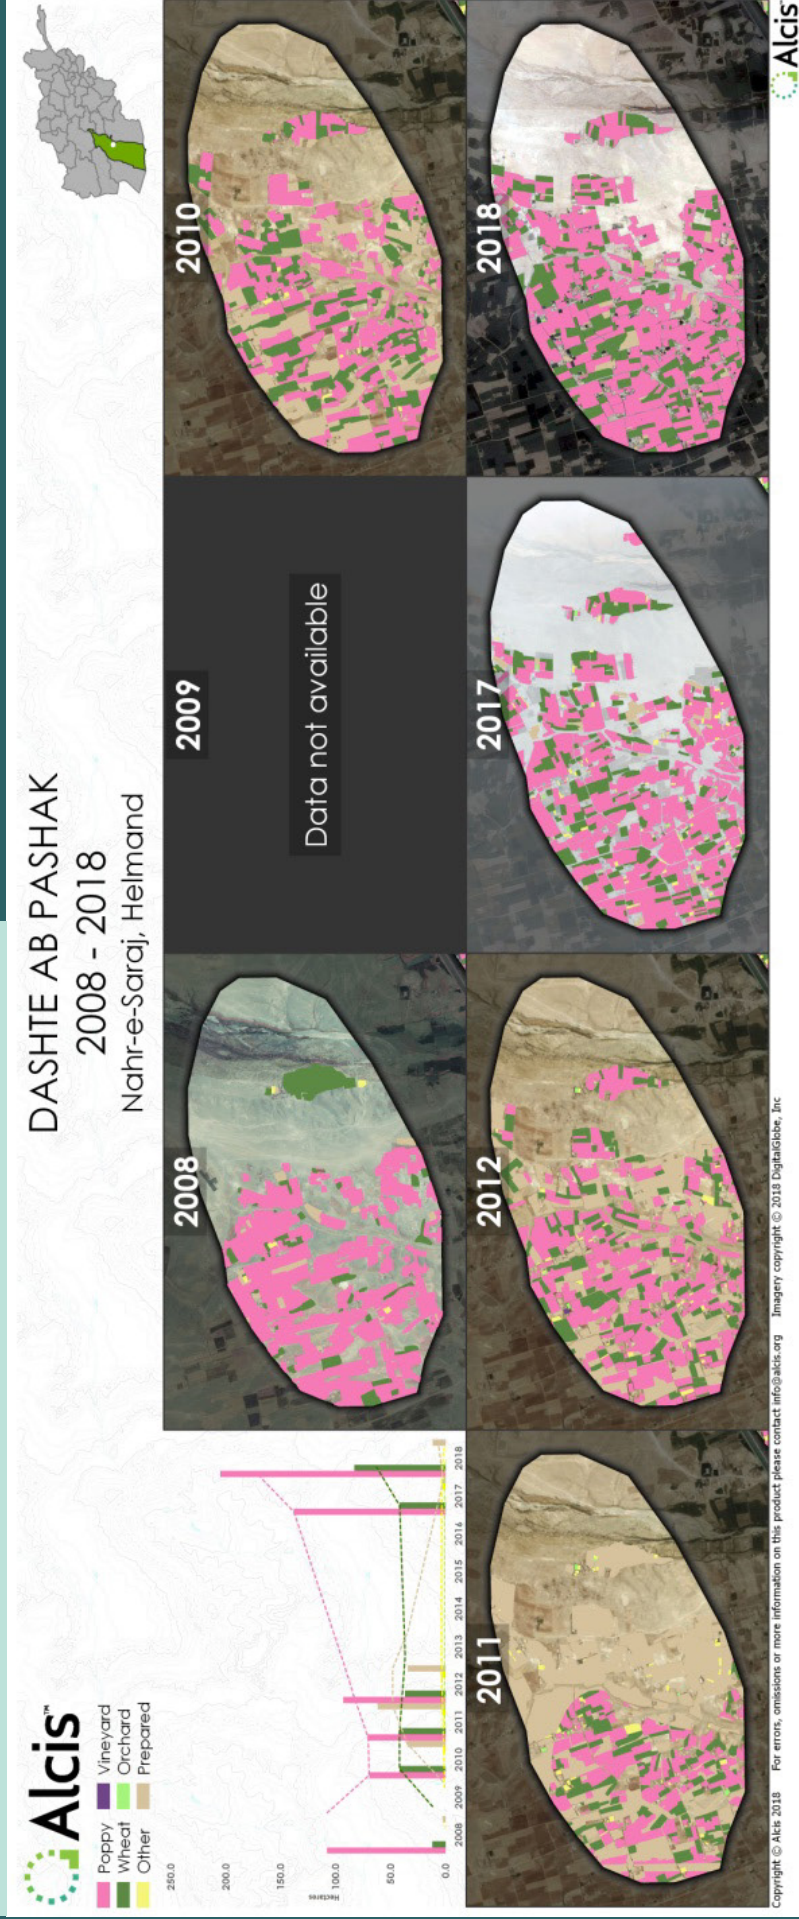 Alcis™
Poppy
Vineyard
Wheat
Orchard
Other
Prepared
DASHTE AB PASHAK
2008 - 2018
Nahr-e-Saraj, Helmand
250.0
200.0
150.0
100.0
50.0
0.0
Hectares
2008
2009
2010
2011
2012
2013
2014
2015
2016
2017
2018
2008
2009
Data not available
2010
2011
2012
2017
2018
Copyright © Alcis 2018
For errors, omissions or more information on this product please contact info@alcis.org
Imagery copyright © 2018 DigitalGlobe, Inc
Alcis